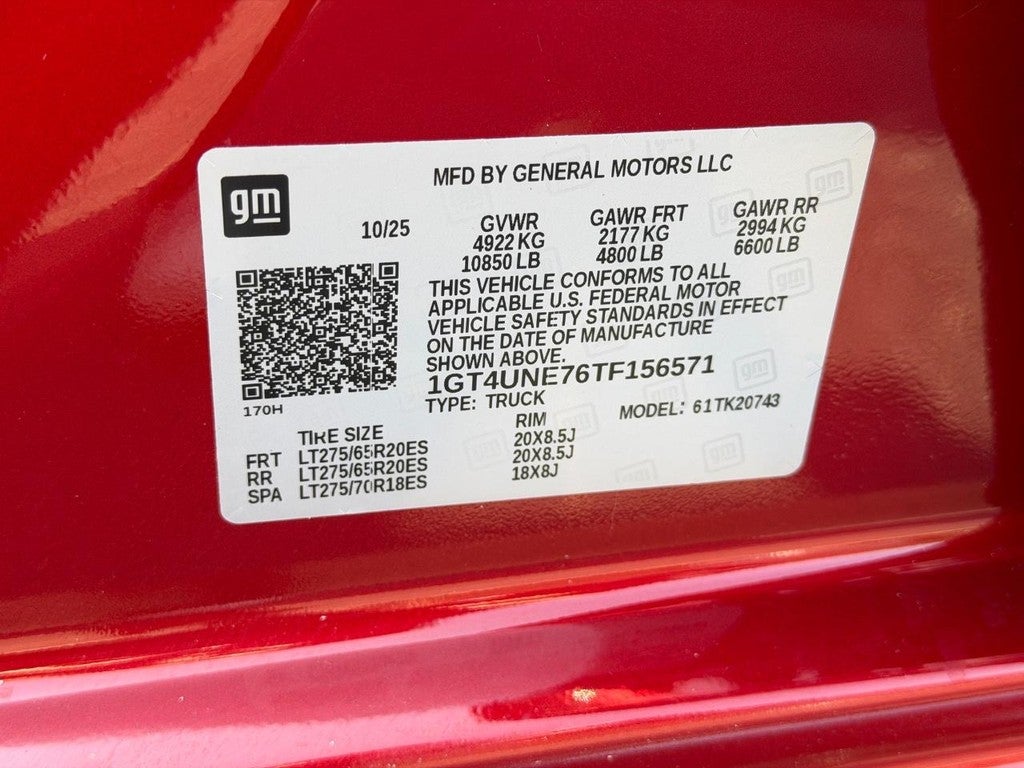 MFD BY GENERAL MOTORS LLC
gm
10/25
GVWR
4922 KG
10850 LB
GAWR FRT
2177 KG
4800 LB
GAWR RR
2994 KG
6600 LB
THIS VEHICLE CONFORMS TO ALL
APPLICABLE U.S. FEDERAL MOTOR
VEHICLE SAFETY STANDARDS IN EFFECT
ON THE DATE OF MANUFACTURE
SHOWN ABOVE.
1GT4UNE76TF156571
170H
TYPE: TRUCK
MODEL: 61TK20743
TIRE SIZE RIM
FRT LT275/65R20ES 20X8.5J
RR LT275/65R20ES 20X8.5J
SPA LT275/70R18ES 18X8J